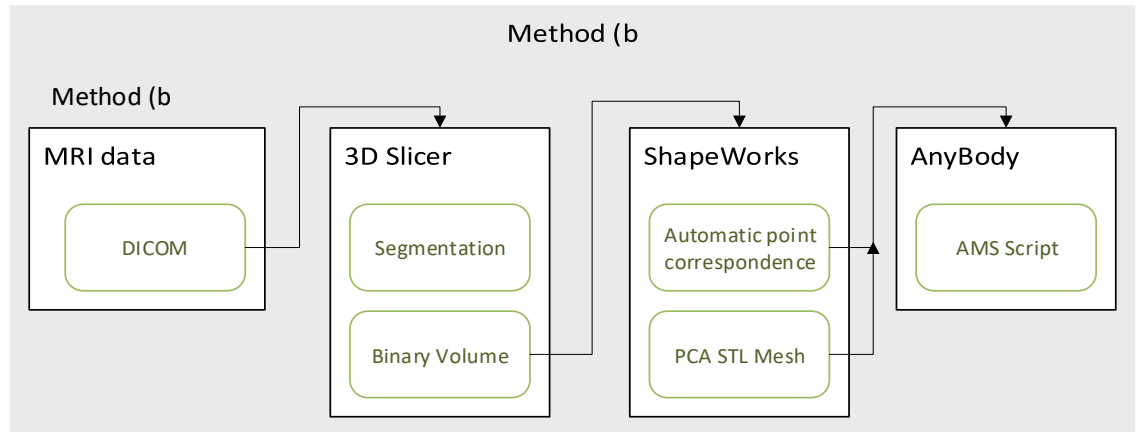 Method (b
Method (b
MRI data
DICOM
3D Slicer
Segmentation
Binary Volume
ShapeWorks
Automatic point
correspondence
PCA STL Mesh
AnyBody
AMS Script